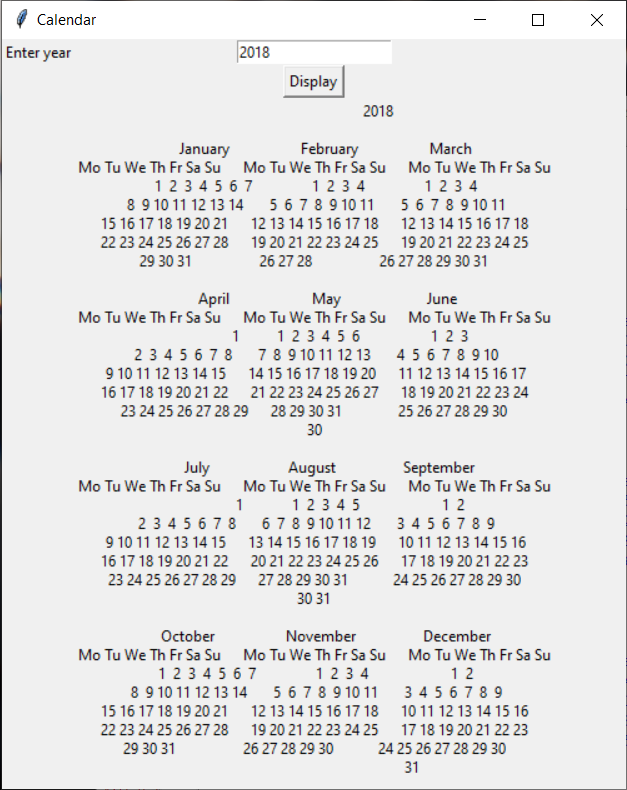 Calendar
Enter year 2018
Display
2018
January February March
Mo Tu We Th Fr Sa Su Mo Tu We Th Fr Sa Su Mo Tu We Th Fr Sa Su
1 2 3 4 5 6 7 1 2 3 4 1 2 3 4
8 9 10 11 12 13 14 5 6 7 8 9 10 11 5 6 7 8 9 10 11
15 16 17 18 19 20 21 12 13 14 15 16 17 18 12 13 14 15 16 17 18
22 23 24 25 26 27 28 19 20 21 22 23 24 25 19 20 21 22 23 24 25
29 30 31 26 27 28 26 27 28 29 30 31
April May June
Mo Tu We Th Fr Sa Su Mo Tu We Th Fr Sa Su Mo Tu We Th Fr Sa Su
1 1 2 3 4 5 6 1 2 3
2 3 4 5 6 7 8 7 8 9 10 11 12 13 4 5 6 7 8 9 10
9 10 11 12 13 14 15 14 15 16 17 18 19 20 11 12 13 14 15 16 17
16 17 18 19 20 21 22 21 22 23 24 25 26 27 18 19 20 21 22 23 24
23 24 25 26 27 28 29 28 29 30 31 25 26 27 28 29 30
30
July August September
Mo Tu We Th Fr Sa Su Mo Tu We Th Fr Sa Su Mo Tu We Th Fr Sa Su
1 1 2 3 4 5 1 2
2 3 4 5 6 7 8 6 7 8 9 10 11 12 3 4 5 6 7 8 9
9 10 11 12 13 14 15 13 14 15 16 17 18 19 10 11 12 13 14 15 16
16 17 18 19 20 21 22 20 21 22 23 24 25 26 17 18 19 20 21 22 23
23 24 25 26 27 28 29 27 28 29 30 31 24 25 26 27 28 29 30
30 31
October November December
Mo Tu We Th Fr Sa Su Mo Tu We Th Fr Sa Su Mo Tu We Th Fr Sa Su
1 2 3 4 5 6 7 1 2 3 4 1 2
8 9 10 11 12 13 14 5 6 7 8 9 10 11 3 4 5 6 7 8 9
15 16 17 18 19 20 21 12 13 14 15 16 17 18 10 11 12 13 14 15 16
22 23 24 25 26 27 28 19 20 21 22 23 24 25 17 18 19 20 21 22 23
29 30 31 26 27 28 29 30 24 25 26 27 28 29 30
31